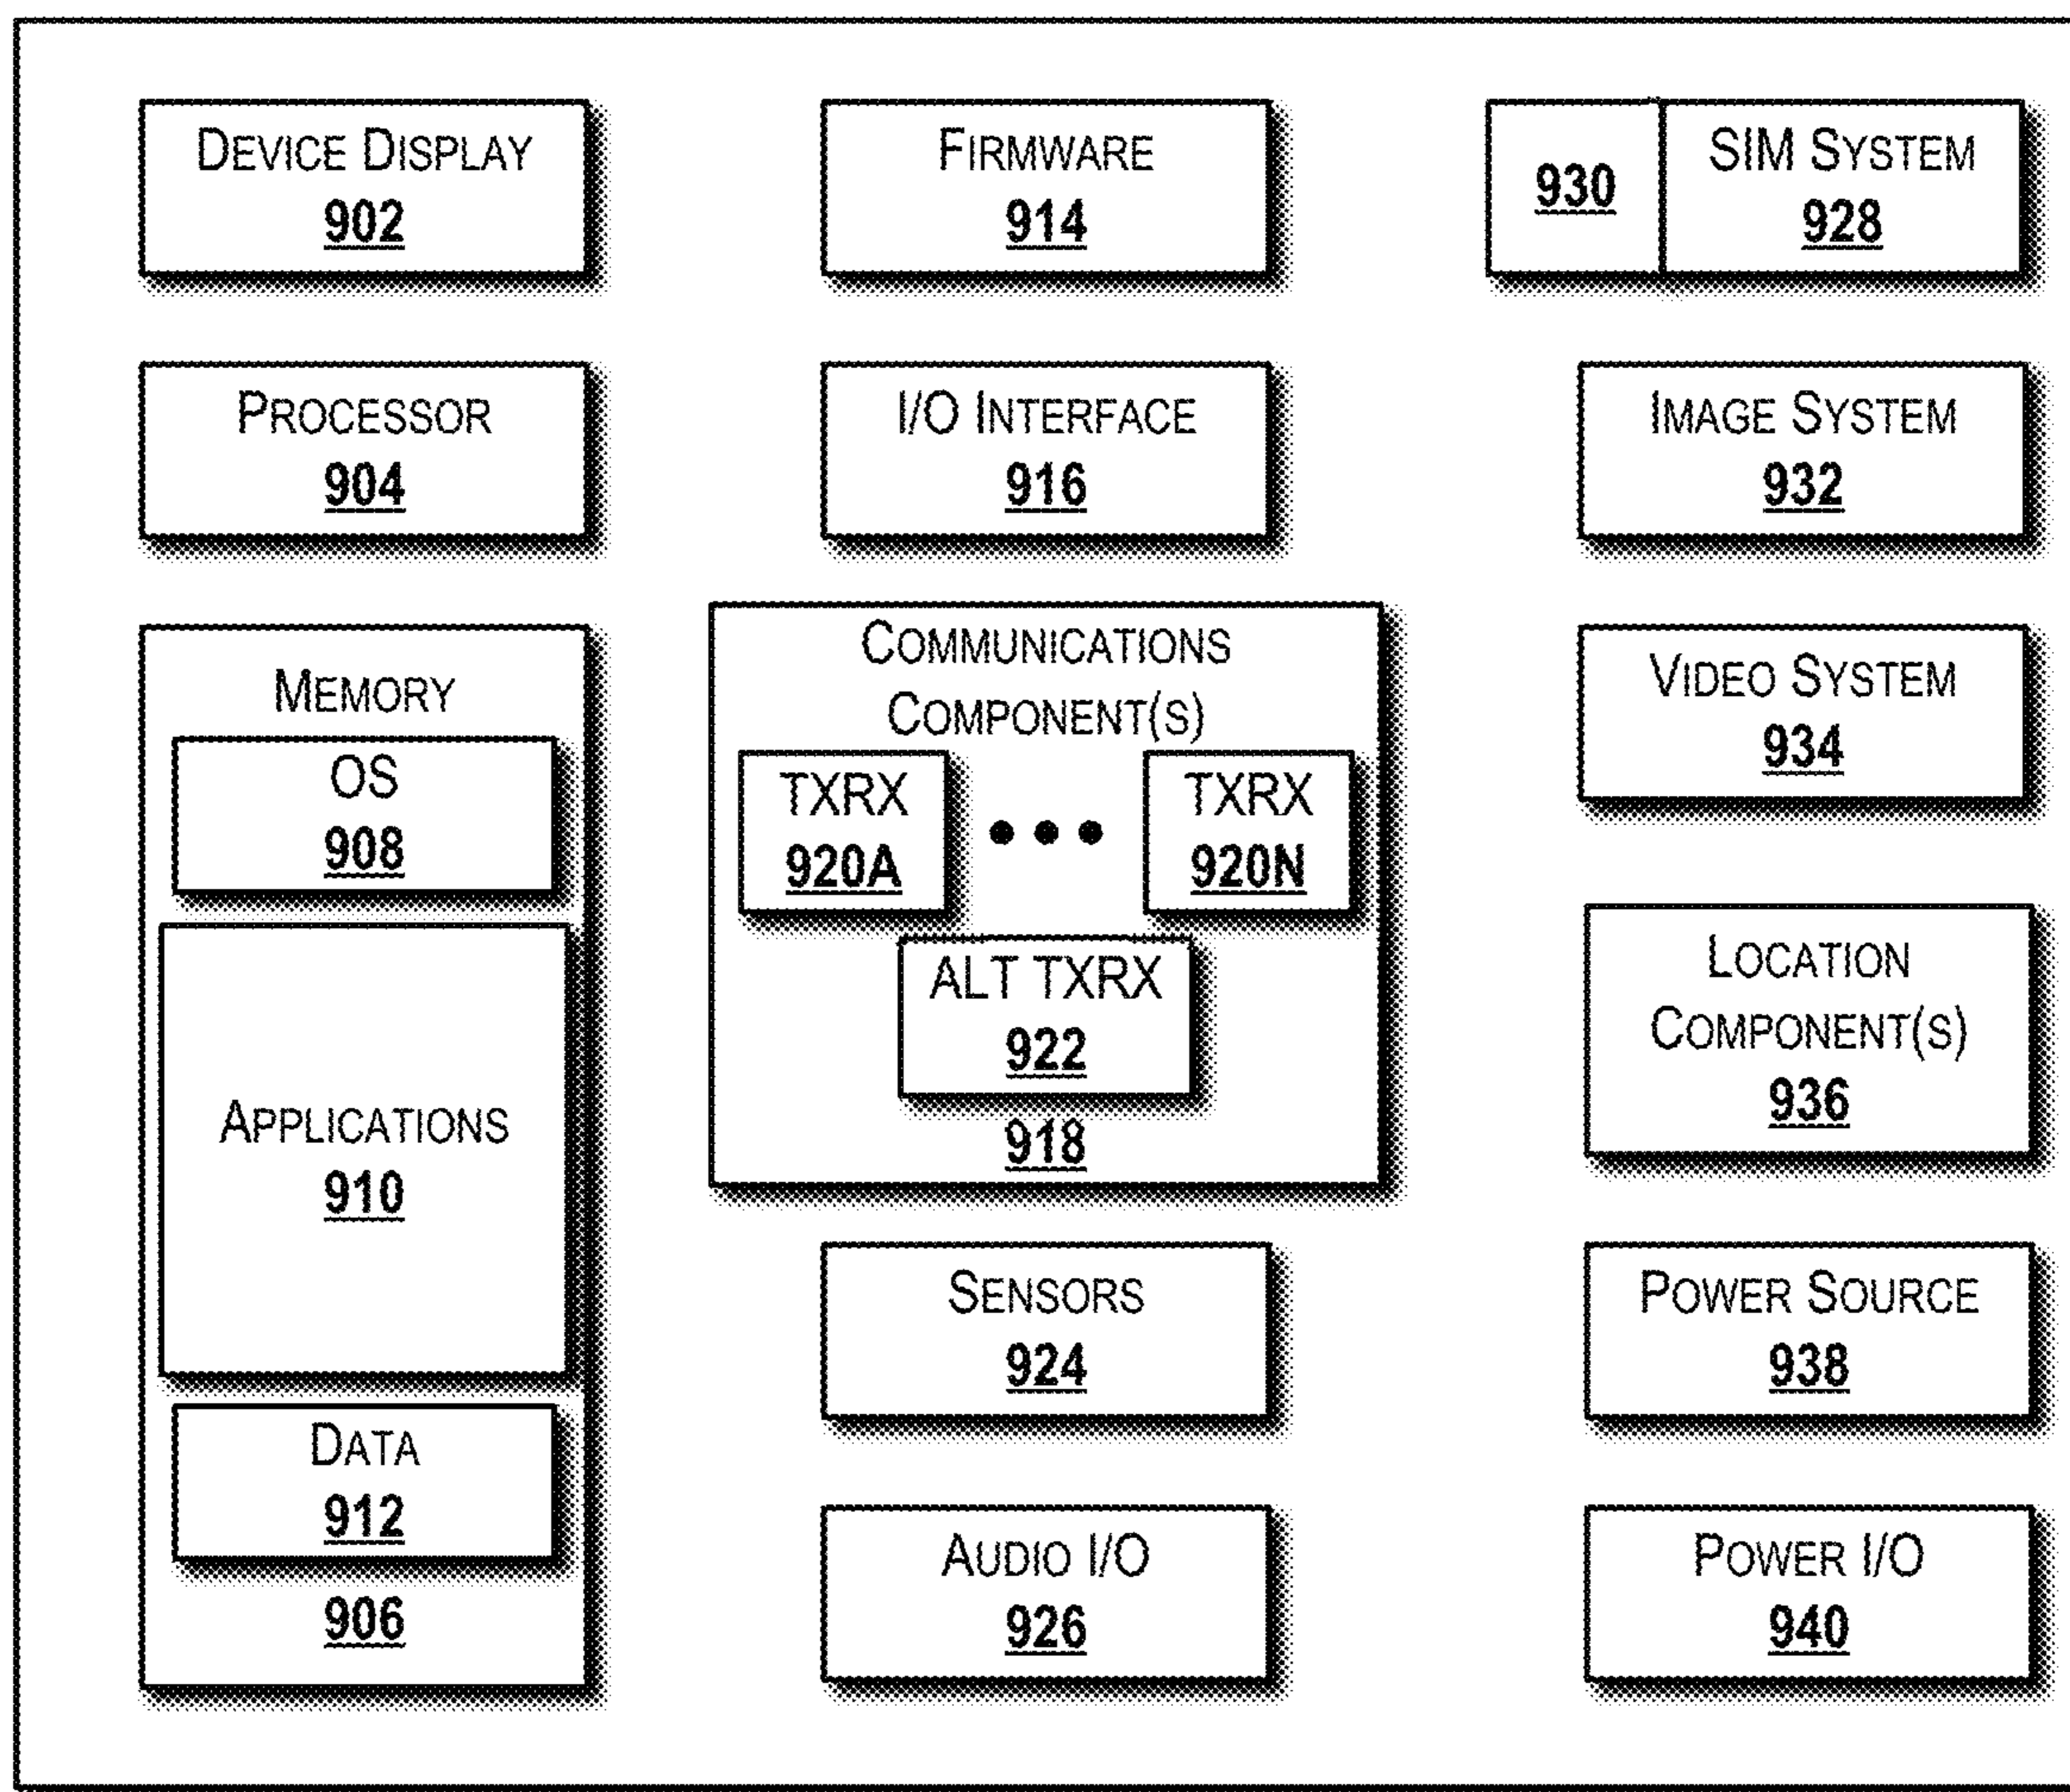 DEVICE DISPLAY
902
PROCESSOR
904
MEMORY
OS
908
APPLICATIONS
910
DATA
912
906
FIRMWARE
914
I/O INTERFACE
916
COMMUNICATIONS
COMPONENT(S)
TXRX
920A
TXRX
920N
ALT TXRX
922
918
SENSORS
924
AUDIO I/O
926
930
SIM SYSTEM
928
IMAGE SYSTEM
932
VIDEO SYSTEM
934
LOCATION
COMPONENT(S)
936
POWER SOURCE
938
POWER I/O
940